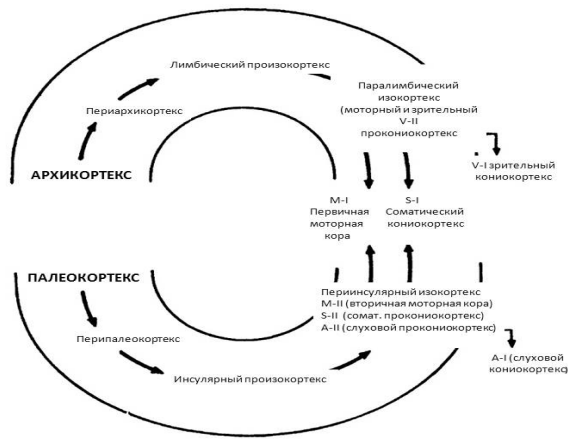 Лимбический произокортекс
Паралимбический
изокортекс
(моторный и зрительный
V-II
прокониокортекс
Периархикортекс
V-I зрительный
кониокортекс
АРХИКОРТЕКС
M-I
Первичная
моторная
кора
S-I
Соматический
кониокортекс
ПАЛЕОКОРТЕКС
Периинсулярный изокортекс
M-II (вторичная моторная кора)
S-II (сомат. прокониокортекс)
A-II (слуховой прокониокортекс)
Перипалеокортекс
A-I (слуховой
кониокортекс)
Инсулярный произокортекс